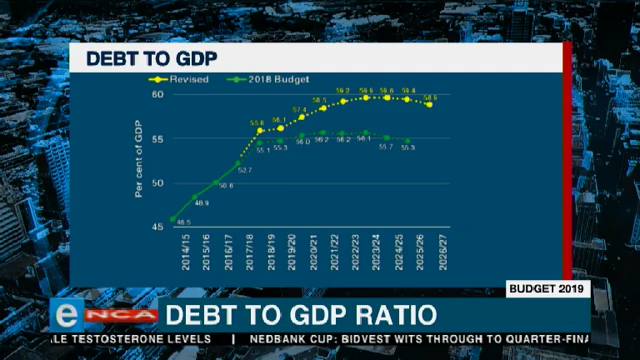 DEBT TO GDP
Revised 2018 Budget
Per cent of GDP
60
55
50
45
55.8 56.1 57.4 58.5 59.2 59.6 59.6 59.4 58.9
46.5 48.9 50.6 52.7 55.1 55.3 56.0 56.2 56.2 56.1 55.7 55.3
2014/15 2015/16 2016/17 2017/18 2018/19 2019/20 2020/21 2021/22 2022/23 2023/24 2024/25 2025/26 2026/27
BUDGET 2019
eNCA DEBT TO GDP RATIO
LE TESTOSTERONE LEVELS | NEDBANK CUP: BIDVEST WITS THROUGH TO QUARTER-FINA